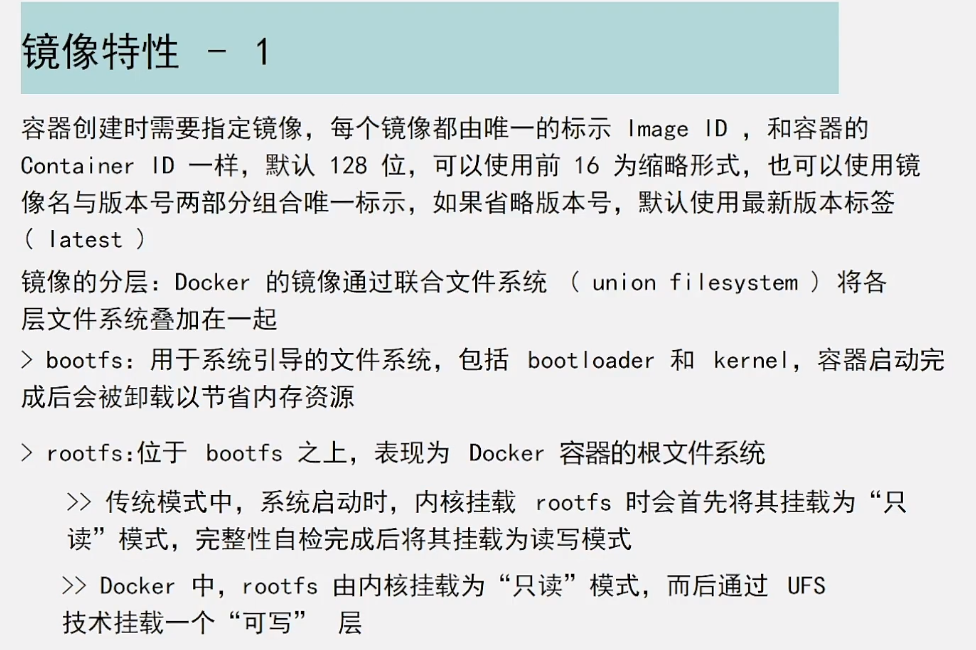 镜像特性 - 1
容器创建时需要指定镜像，每个镜像都由唯一的标示 Image ID ，和容器的
Container ID 一样，默认 128 位，可以使用前 16 为缩略形式，也可以使用镜
像名与版本号两部分组合唯一标示，如果省略版本号，默认使用最新版本标签
（ latest ）
镜像的分层：Docker 的镜像通过联合文件系统 （ union filesystem ） 将各
层文件系统叠加在一起
> bootfs：用于系统引导的文件系统，包括 bootloader 和 kernel，容器启动完
成后会被卸载以节省内存资源
> rootfs:位于 bootfs 之上，表现为 Docker 容器的根文件系统
>> 传统模式中，系统启动时，内核挂载 rootfs 时会首先将其挂载为“只
读”模式，完整性自检完成后将其挂载为读写模式
>> Docker 中，rootfs 由内核挂载为“只读”模式，而后通过 UFS
技术挂载一个“可写” 层